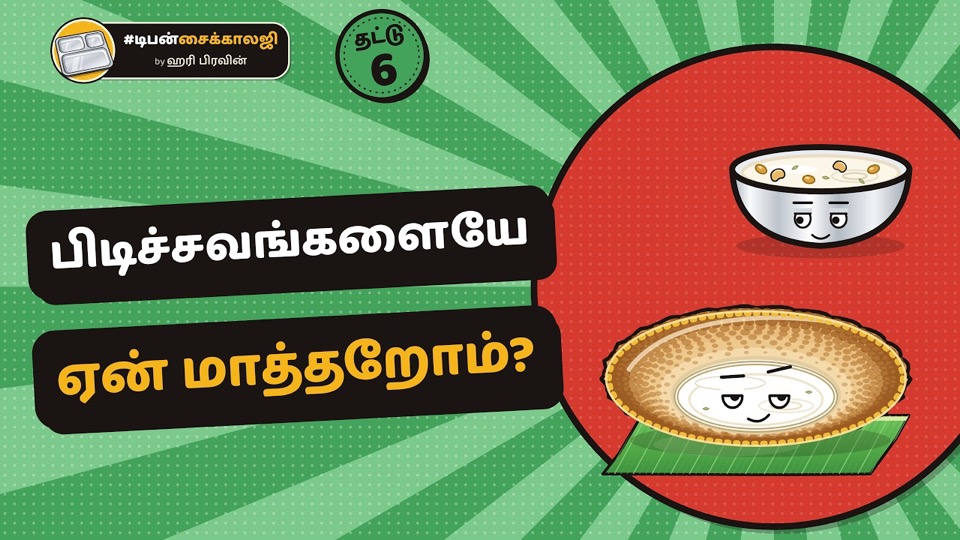 #டிபன்சைக்காலஜி
by ஹரி பிரவின்
தட்டு
6
பிடிச்சவங்களையே
ஏன் மாத்தறோம்?